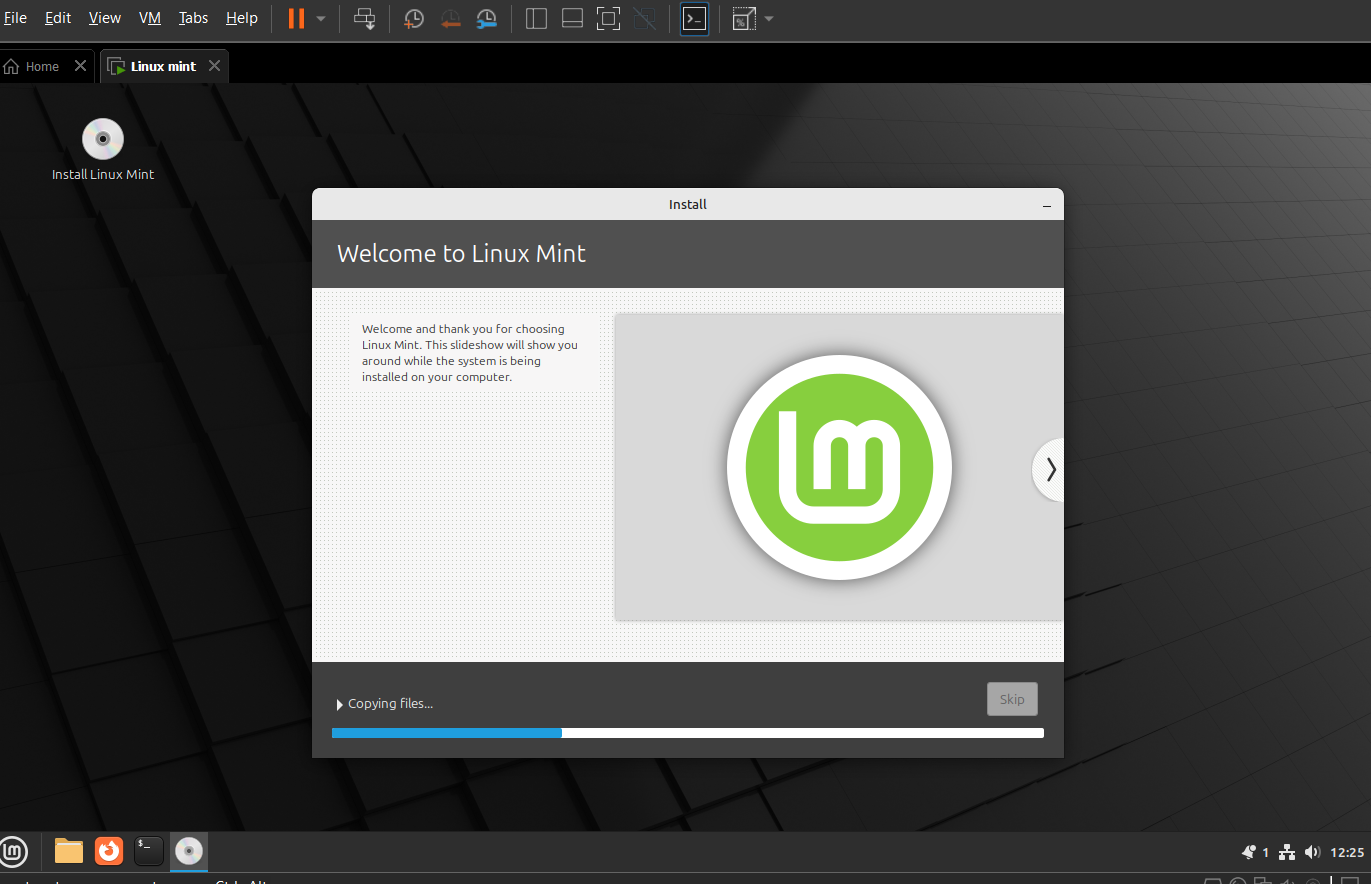 File Edit View VM Tabs Help
Home Linux mint
Install Linux Mint
Install
Welcome to Linux Mint
Welcome and thank you for choosing
Linux Mint. This slideshow will show you
around while the system is being
installed on your computer.
Copying files...
Skip
1 12:25